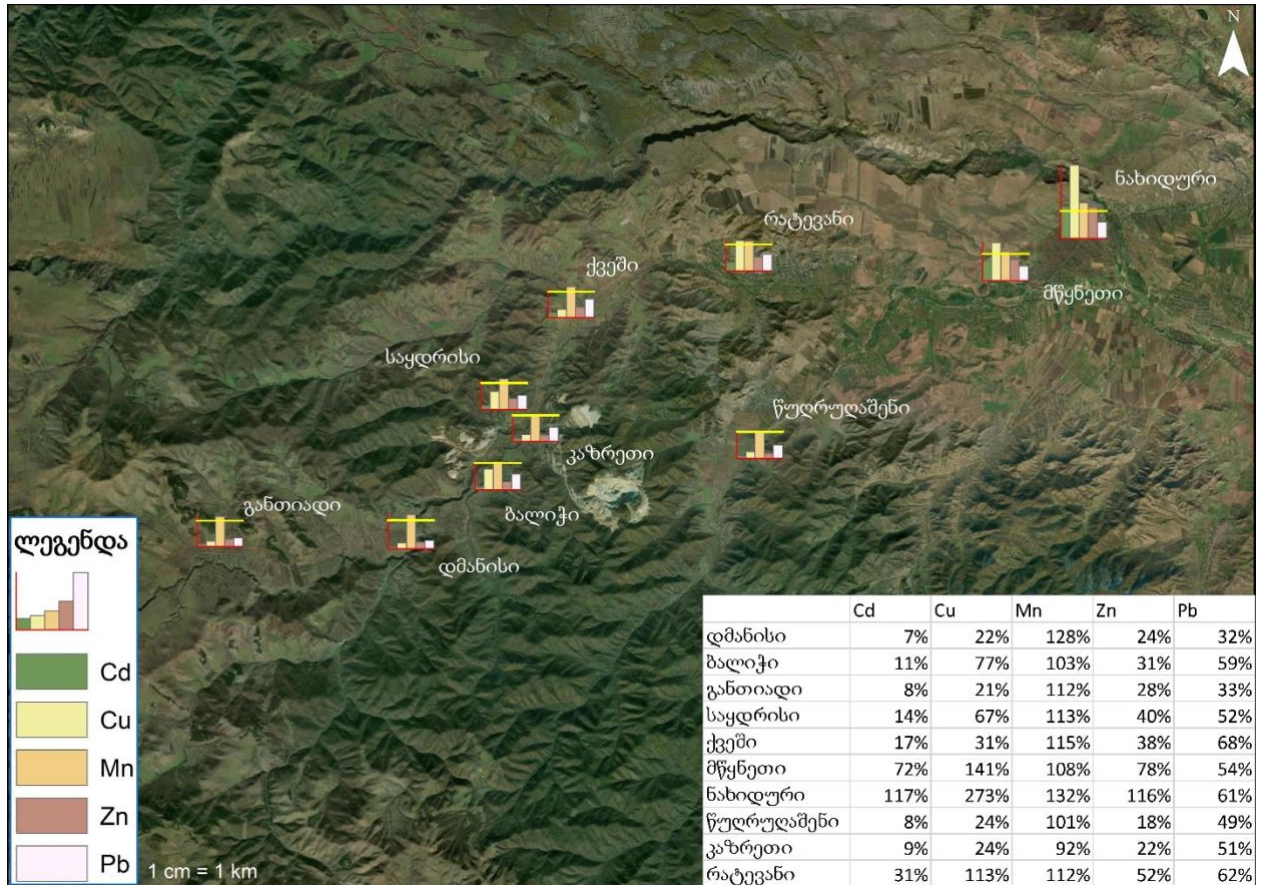 N
ნახიდური
რატევანი
ქვეში
მწყნეთი
საყდრისი
წუღრუღაშენი
კაზრეთი
განთიადი
ბალიჭი
დმანისი
ლეგენდა
Cd
Cu
Mn
Zn
Pb
1 cm = 1 km
Cd Cu Mn Zn Pb
დმანისი 7% 22% 128% 24% 32%
ბალიჭი 11% 77% 103% 31% 59%
განთიადი 8% 21% 112% 28% 33%
საყდრისი 14% 67% 113% 40% 52%
ქვეში 17% 31% 115% 38% 68%
მწყნეთი 72% 141% 108% 78% 54%
ნახიდური 117% 273% 132% 116% 61%
წუღრუღაშენი 8% 24% 101% 18% 49%
კაზრეთი 9% 24% 92% 22% 51%
რატევანი 31% 113% 112% 52% 62%